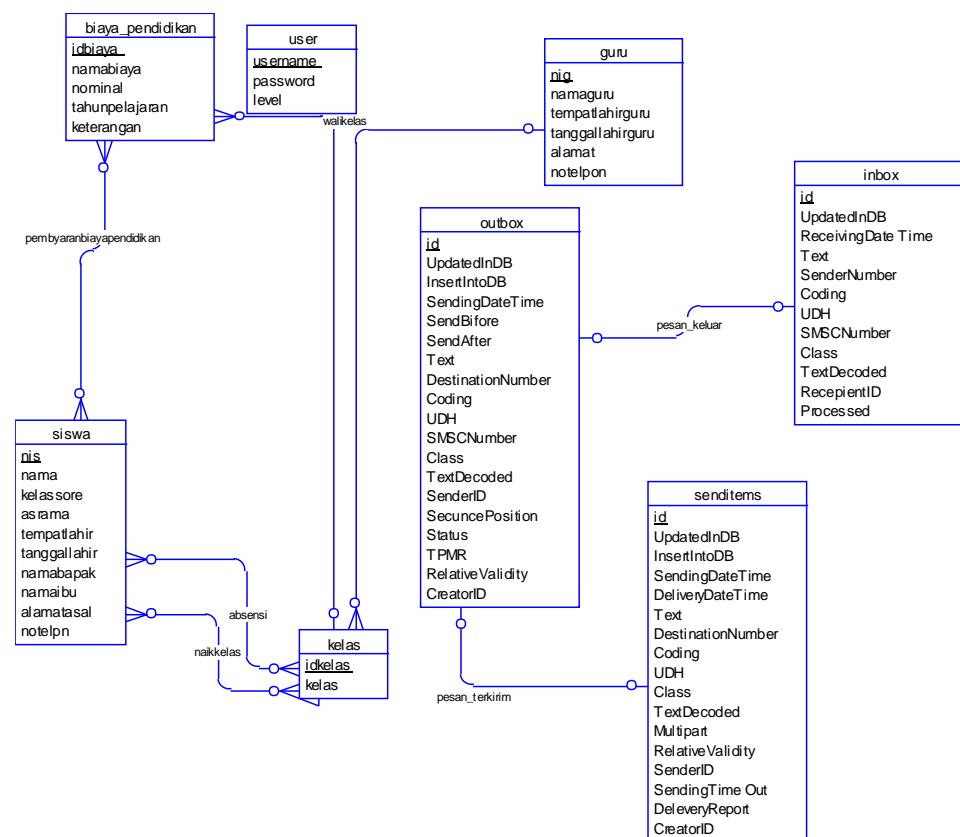 biaya_pendidikan
idbiaya
namabiaya
nominal
tahunpelajaran
keterangan
user
username
password
level
guru
nig
namaguru
tempatlahirguru
tanggallahirguru
alamat
notelpon
walikelas
inbox
id
UpdatedInDB
ReceivingDate Time
Text
SenderNumber
Coding
UDH
SMSCNumber
Class
TextDecoded
RecepientID
Processed
outbox
id
UpdatedInDB
InsertIntoDB
SendingDateTime
SendBifore
SendAfter
Text
DestinationNumber
Coding
UDH
SMSCNumber
Class
TextDecoded
SenderID
SecuncePosition
Status
TPMR
RelativeValidity
CreatorID
pembyaranbiayapendidikan
pesan_keluar
siswa
nis
nama
kelassore
asrama
tempatlahir
tanggallahir
namabapak
namaibu
alamatasal
notelpn
absensi
naikkelas
kelas
idkelas
kelas
pesan_terkirim
senditems
id
UpdatedInDB
InsertIntoDB
SendingDateTime
DeliveryDateTime
Text
DestinationNumber
Coding
UDH
Class
TextDecoded
Multipart
RelativeValidity
SenderID
SendingTime Out
DeleveryReport
CreatorID